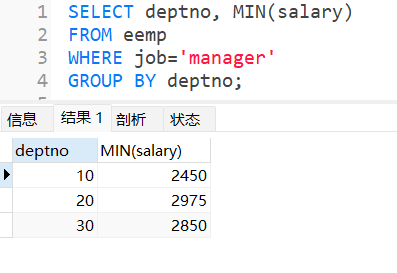 1 SELECT deptno, MIN(salary)
2 FROM eemp
3 WHERE job='manager'
4 GROUP BY deptno;
信息 结果 1 剖析 状态
deptno MIN(salary)
10 2450
20 2975
30 2850